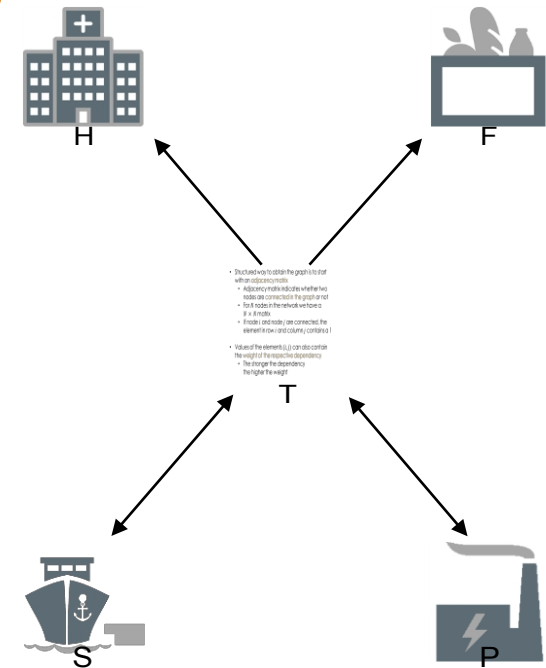 H
F
• Structured way to obtain the graph is to start
with an adjacency matrix
• Adjacency matrix indicates whether two
nodes are connected in the graph or not
• For N nodes in the network we have a
N × N matrix
• If node i and node j are connected, the
element in row i and column j contains a 1
• Values of the elements (i, j) can also contain
the weight of the respective dependency
• The stronger the dependency
the higher the weight
T
S
P